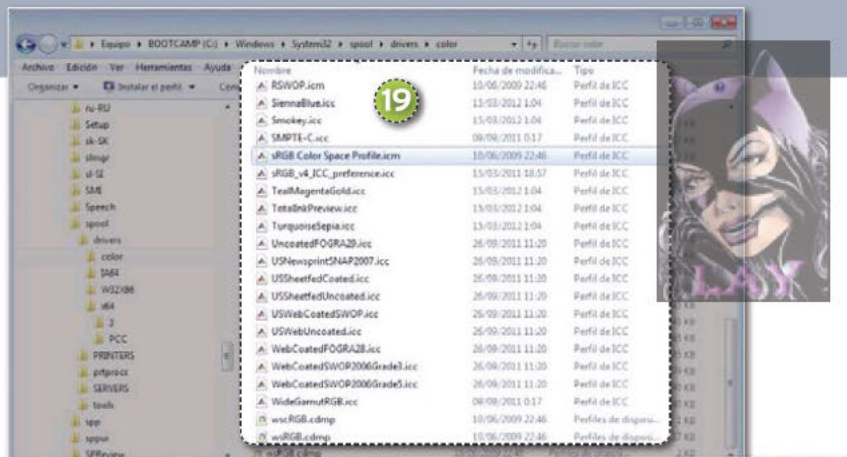 Equipo ▸ BOOTCAMP (C:) ▸ Windows ▸ System32 ▸ spool ▸ drivers ▸ color
Buscar color
Archivo Edición Ver Herramientas Ayuda
Organizar Instalar el perfil
Nombre Fecha de modifica... Tipo
19
RSWOP.icm 10/06/2009 22:46 Perfil de ICC
SiennaBlue.icc 15/03/2012 1:04 Perfil de ICC
Smokey.icc 15/03/2012 1:04 Perfil de ICC
SMPTE-C.icc 09/09/2011 0:17 Perfil de ICC
sRGB Color Space Profile.icm 10/06/2009 22:46 Perfil de ICC
sRGB_v4_ICC_preference.icc 15/03/2011 18:57 Perfil de ICC
TealMagentaGold.icc 15/03/2012 1:04 Perfil de ICC
TotalInkPreview.icc 15/03/2012 1:04 Perfil de ICC
TurquoiseSepia.icc 15/03/2012 1:04 Perfil de ICC
UncoatedFOGRA29.icc 26/09/2011 11:20 Perfil de ICC
USNewsprintSNAP2007.icc 26/09/2011 11:20 Perfil de ICC
USSheetfedCoated.icc 26/09/2011 11:20 Perfil de ICC
USSheetfedUncoated.icc 26/09/2011 11:20 Perfil de ICC
USWebCoatedSWOP.icc 26/09/2011 11:20 Perfil de ICC
USWebUncoated.icc 26/09/2011 11:20 Perfil de ICC
WebCoatedFOGRA28.icc 26/09/2011 11:20 Perfil de ICC
WebCoatedSWOP2006Grade3.icc 26/09/2011 11:20 Perfil de ICC
WebCoatedSWOP2006Grade5.icc 26/09/2011 11:20 Perfil de ICC
WideGamutRGB.icc 09/09/2011 0:17 Perfil de ICC
wscRGB.cdmp 10/06/2009 22:46 Perfiles de disposi...
wsRGB.cdmp 10/06/2009 22:46 Perfiles de disposi...
ru-RU
Setup
sk-SK
slmgr
sl-SI
SMI
Speech
spool
drivers
color
IA64
W32X86
x64
3
PCC
PRINTERS
prtprocs
SERVERS
tools
spp
sppui
SPReview
LAY